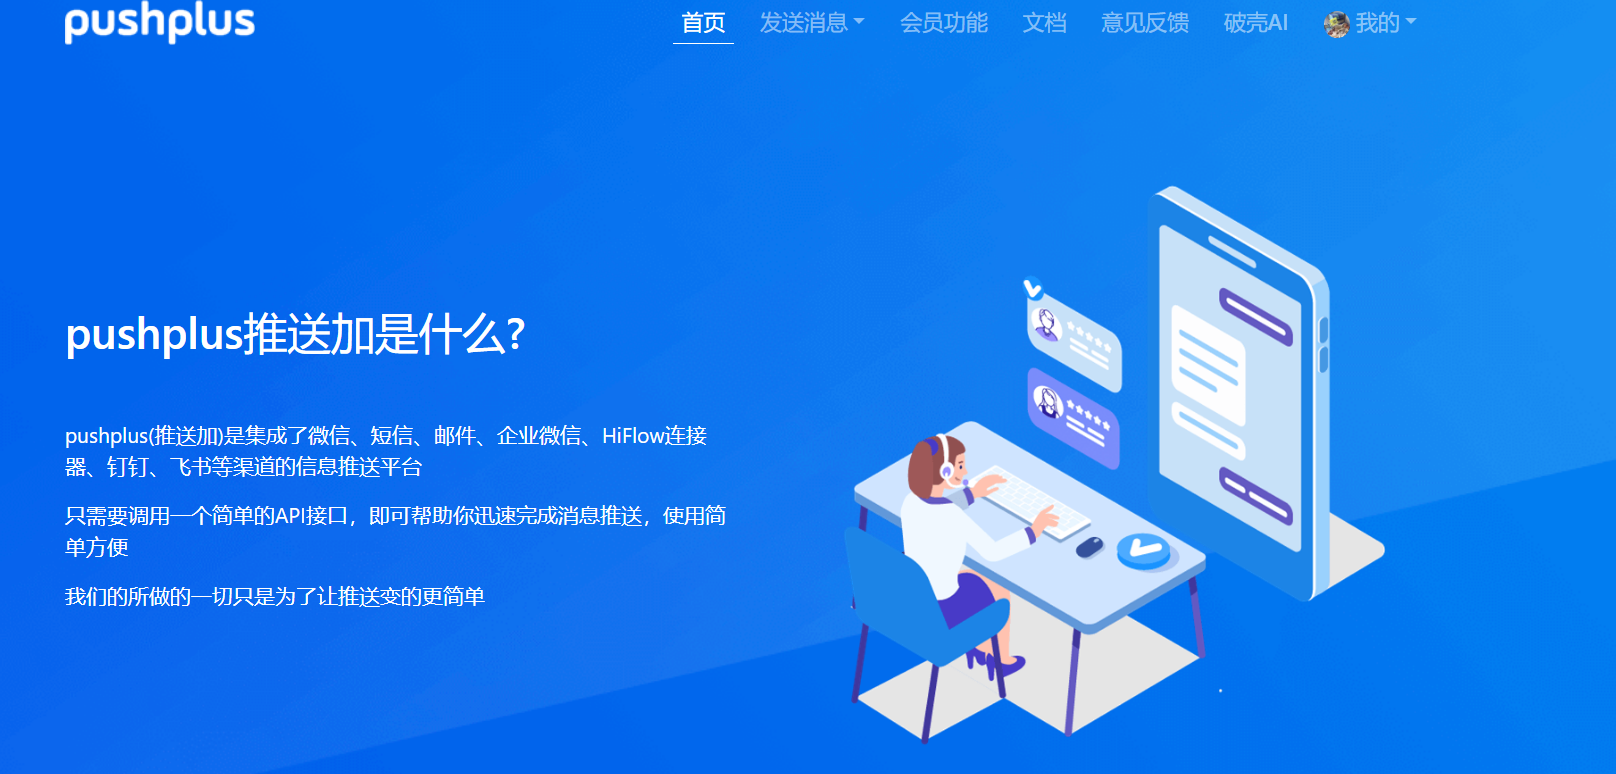 pushplus
首页 发送消息 会员功能 文档 意见反馈 破壳AI 我的
pushplus推送加是什么?
pushplus(推送加)是集成了微信、短信、邮件、企业微信、HiFlow连接
器、钉钉、飞书等渠道的信息推送平台
只需要调用一个简单的API接口，即可帮助你迅速完成消息推送，使用简
单方便
我们的所做的一切只是为了让推送变的更简单